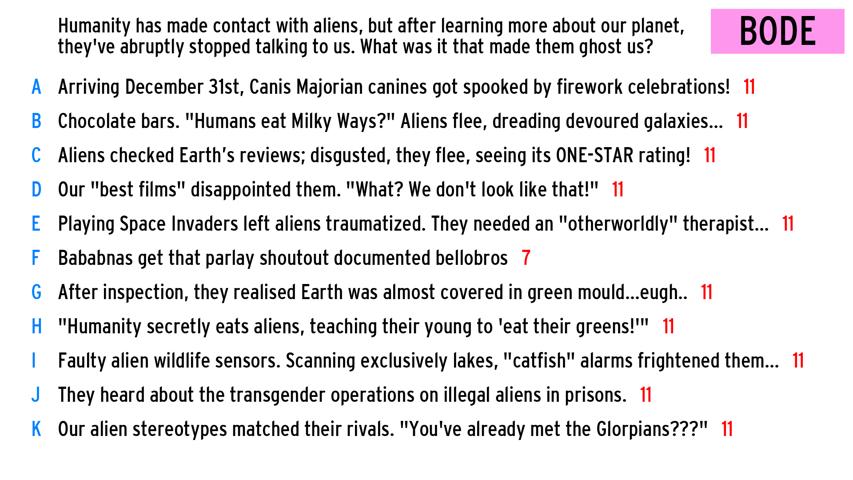 Humanity has made contact with aliens, but after learning more about our planet,
they've abruptly stopped talking to us. What was it that made them ghost us?
BODE
A Arriving December 31st, Canis Majorian canines got spooked by firework celebrations! 11
B Chocolate bars. "Humans eat Milky Ways?" Aliens flee, dreading devoured galaxies... 11
C Aliens checked Earth’s reviews; disgusted, they flee, seeing its ONE-STAR rating! 11
D Our "best films" disappointed them. "What? We don't look like that!" 11
E Playing Space Invaders left aliens traumatized. They needed an "otherworldly" therapist... 11
F Bababnas get that parlay shoutout documented bellobros 7
G After inspection, they realised Earth was almost covered in green mould...eugh.. 11
H "Humanity secretly eats aliens, teaching their young to 'eat their greens!'" 11
I Faulty alien wildlife sensors. Scanning exclusively lakes, "catfish" alarms frightened them... 11
J They heard about the transgender operations on illegal aliens in prisons. 11
K Our alien stereotypes matched their rivals. "You've already met the Glorpians???" 11